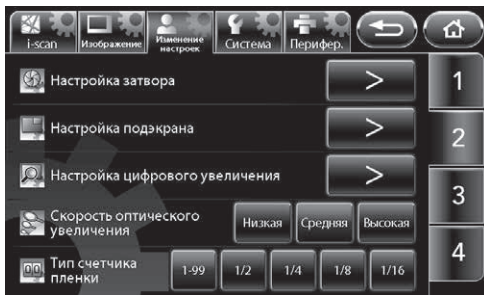 i-scan
Изображение
Изменение
настроек
Система
Перифер.
1
Настройка затвора
>
2
Настройка подэкрана
>
Настройка цифрового увеличения
>
3
Скорость оптического
увеличения
Низкая
Средняя
Высокая
4
Тип счетчика
пленки
1-99
1/2
1/4
1/8
1/16